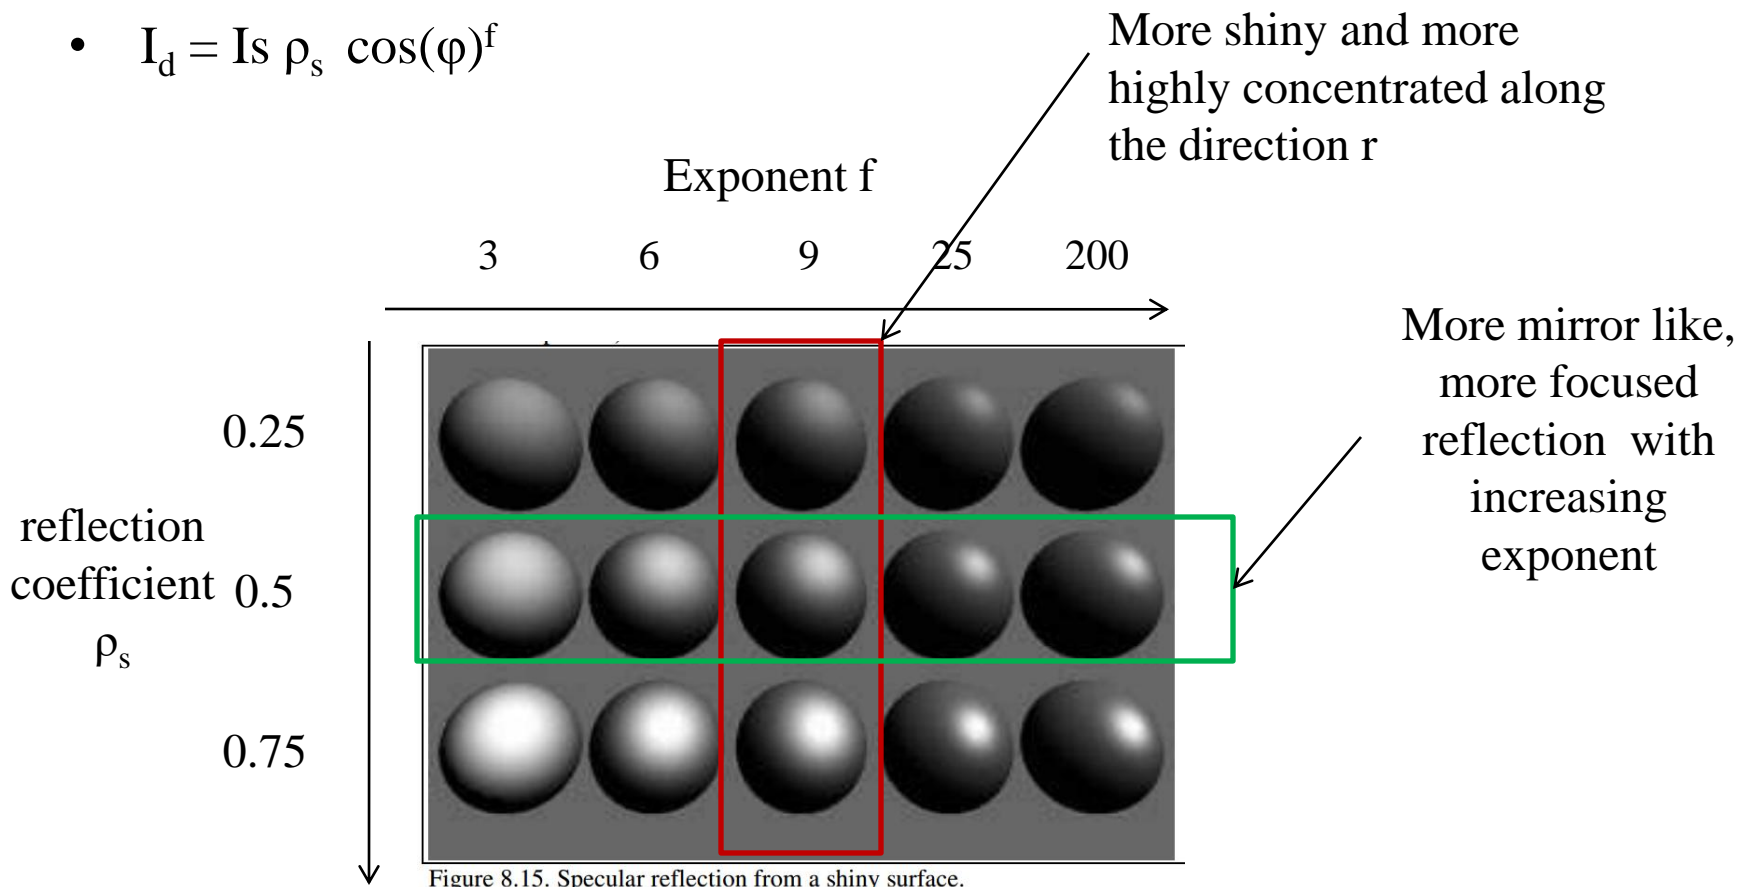 • I_d = Is ρ_s cos(φ)^f
More shiny and more
highly concentrated along
the direction r
Exponent f
3 6 9 25 200
More mirror like,
more focused
reflection with
increasing
exponent
0.25
reflection
coefficient 0.5
ρ_s
0.75
Figure 8.15. Specular reflection from a shiny surface.